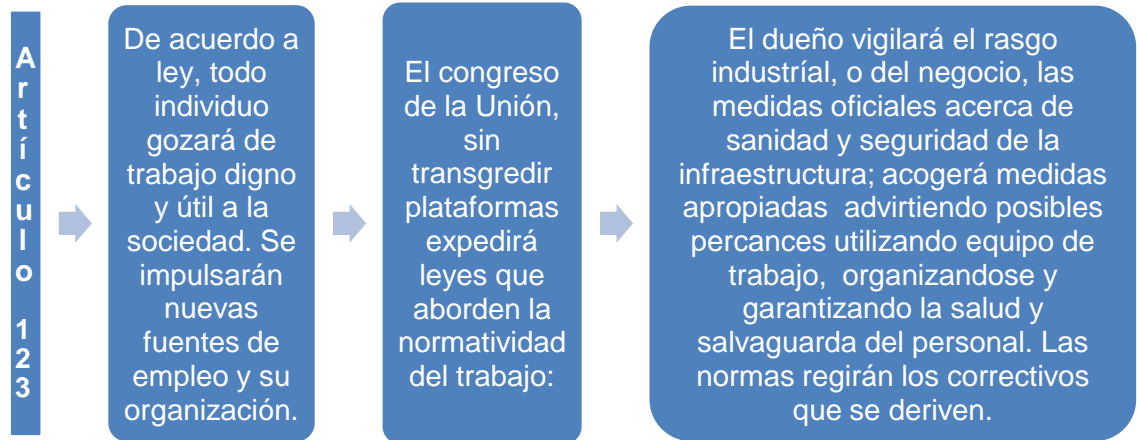 Artículo 123
De acuerdo a
ley, todo
individuo
gozará de
trabajo digno
y útil a la
sociedad. Se
impulsarán
nuevas
fuentes de
empleo y su
organización.
El congreso
de la Unión,
sin
transgredir
plataformas
expedirá
leyes que
aborden la
normatividad
del trabajo:
El dueño vigilará el rasgo
industríal, o del negocio, las
medidas oficiales acerca de
sanidad y seguridad de la
infraestructura; acogerá medidas
apropiadas advirtiendo posibles
percances utilizando equipo de
trabajo, organizandose y
garantizando la salud y
salvaguarda del personal. Las
normas regirán los correctivos
que se deriven.